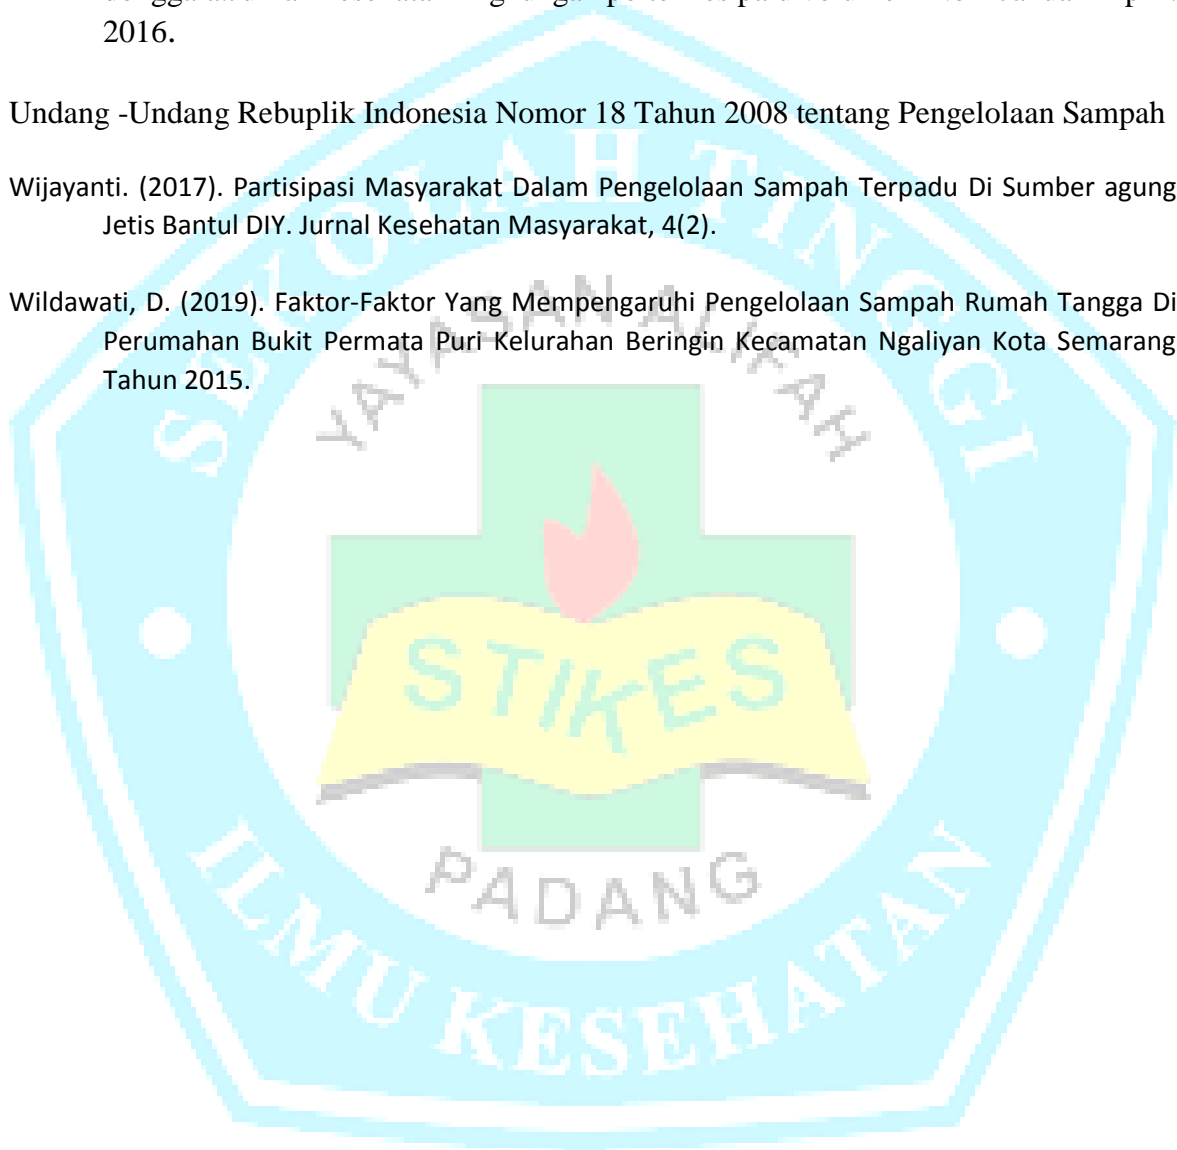 2016.
Undang -Undang Rebuplik Indonesia Nomor 18 Tahun 2008 tentang Pengelolaan Sampah
Wijayanti. (2017). Partisipasi Masyarakat Dalam Pengelolaan Sampah Terpadu Di Sumber agung
Jetis Bantul DIY. Jurnal Kesehatan Masyarakat, 4(2).
Wildawati, D. (2019). Faktor-Faktor Yang Mempengaruhi Pengelolaan Sampah Rumah Tangga Di
Perumahan Bukit Permata Puri Kelurahan Beringin Kecamatan Ngaliyan Kota Semarang
Tahun 2015.
SEKOLAH TINGGI
YAYASAN ALIFAH
STIKES
PADANG
ILMU KESEHATAN